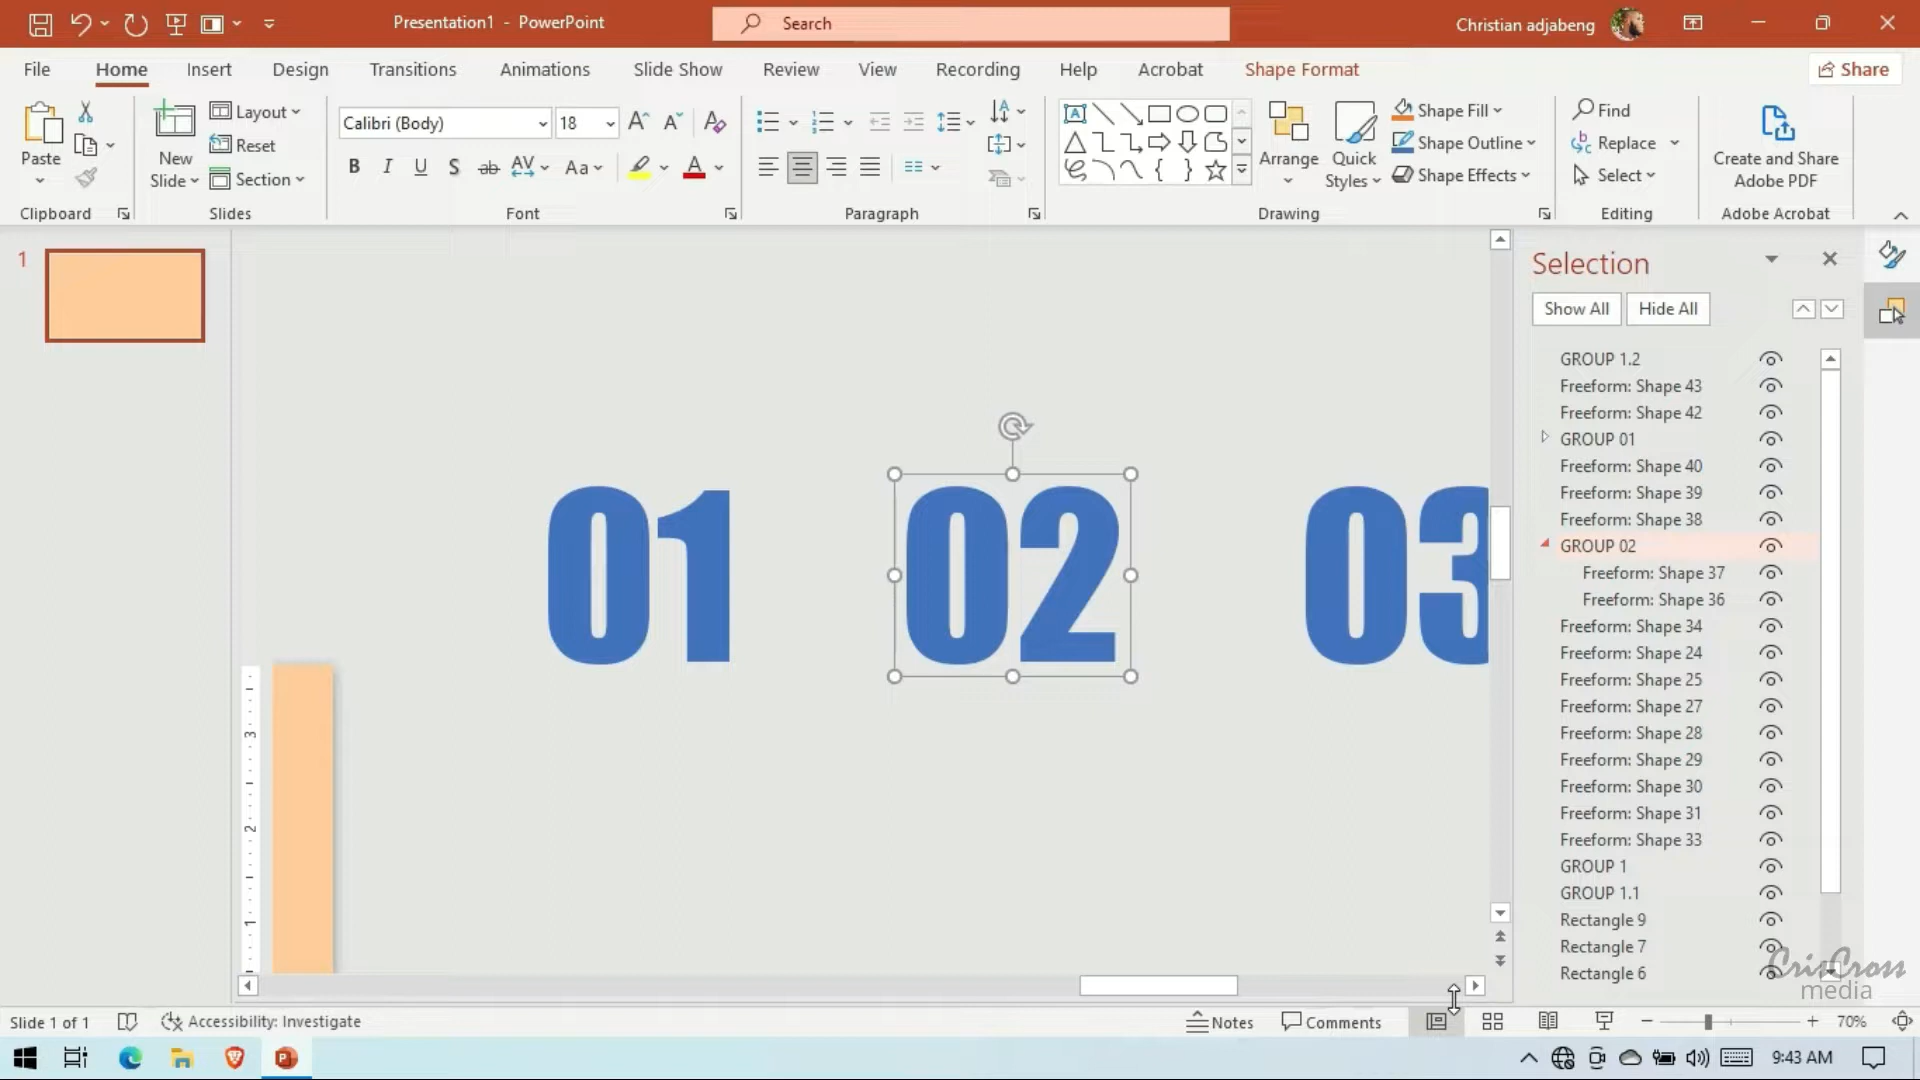 Presentation1 - PowerPoint
Search
Christian adjabeng
File Home Insert Design Transitions Animations Slide Show Review View Recording Help Acrobat Shape Format
Share
Paste
Clipboard
New
Slide
Layout
Reset
Section
Slides
Calibri (Body)
18
B I U S ab AV Aa A
Font
Paragraph
Arrange
Quick
Styles
Shape Fill
Shape Outline
Shape Effects
Drawing
Find
Replace
Select
Editing
Create and Share
Adobe PDF
Adobe Acrobat
1
3
2
1
01
02
03
Selection
Show All
Hide All
GROUP 1.2
Freeform: Shape 43
Freeform: Shape 42
GROUP 01
Freeform: Shape 40
Freeform: Shape 39
Freeform: Shape 38
GROUP 02
Freeform: Shape 37
Freeform: Shape 36
Freeform: Shape 34
Freeform: Shape 24
Freeform: Shape 25
Freeform: Shape 27
Freeform: Shape 28
Freeform: Shape 29
Freeform: Shape 30
Freeform: Shape 31
Freeform: Shape 33
GROUP 1
GROUP 1.1
Rectangle 9
Rectangle 7
Rectangle 6
CrisCross
media
Slide 1 of 1
Accessibility: Investigate
Notes
Comments
70%
9:43 AM